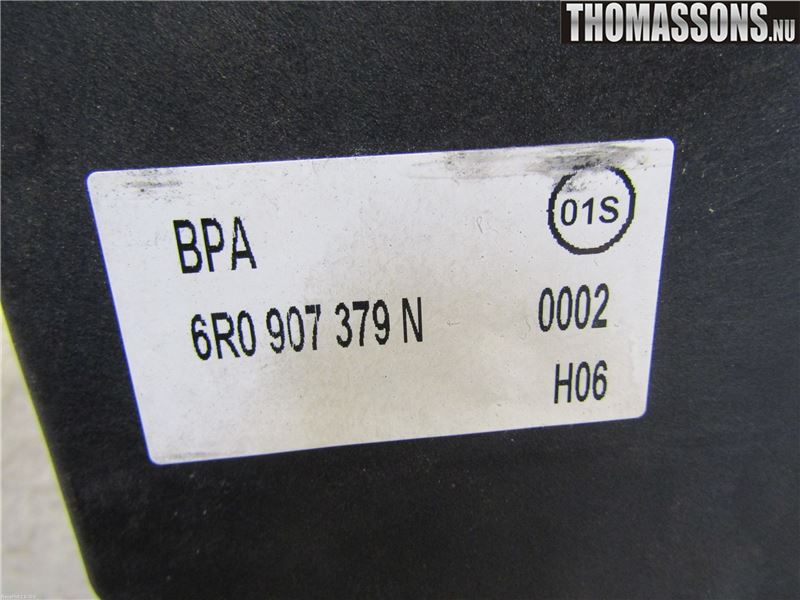 THOMASSONS.NU
01S
BPA
6R0 907 379 N 0002
H06